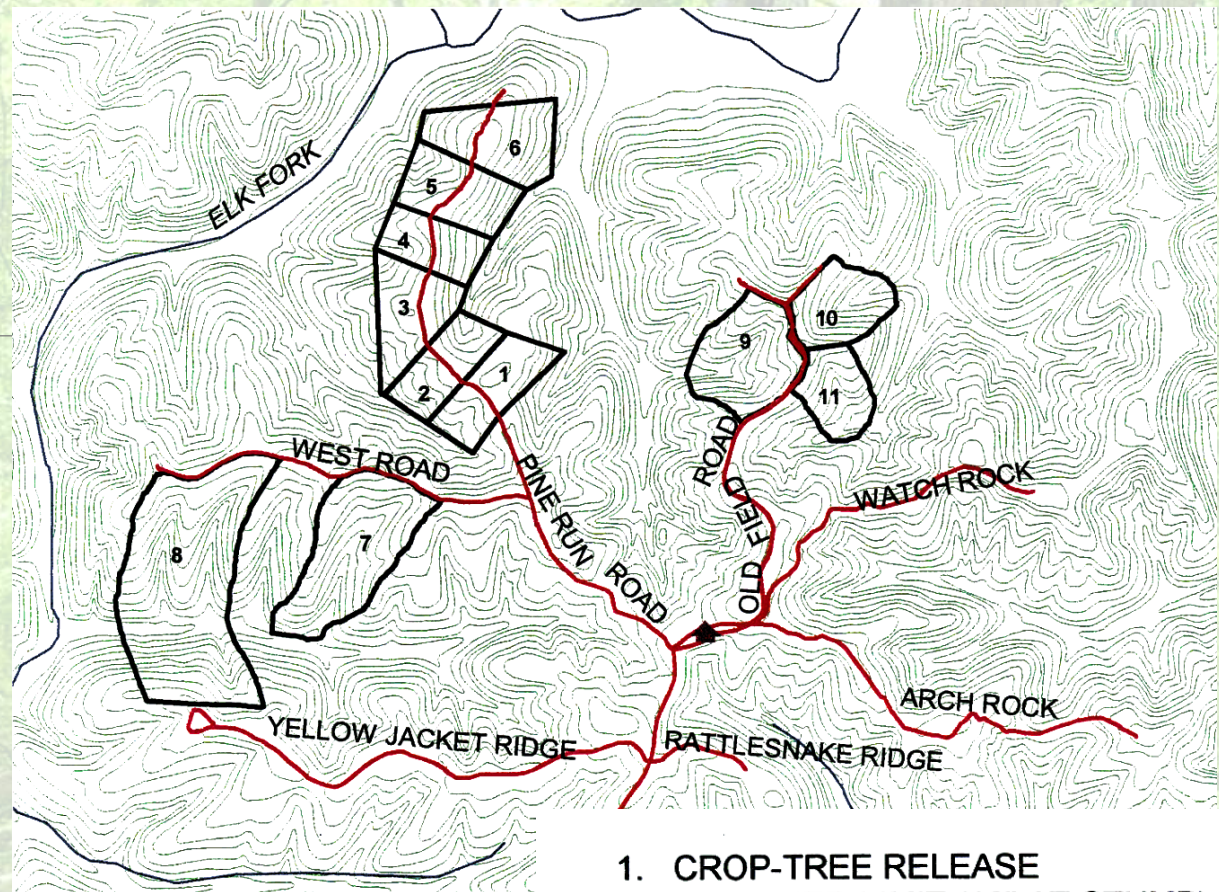 6
5
ELK FORK
4
3
10
9
1
2
11
WEST ROAD
PINE RUN ROAD
OLD FIELD ROAD
WATCH ROCK
8
7
ARCH ROCK
YELLOW JACKET RIDGE
RATTLESNAKE RIDGE
1. CROP-TREE RELEASE